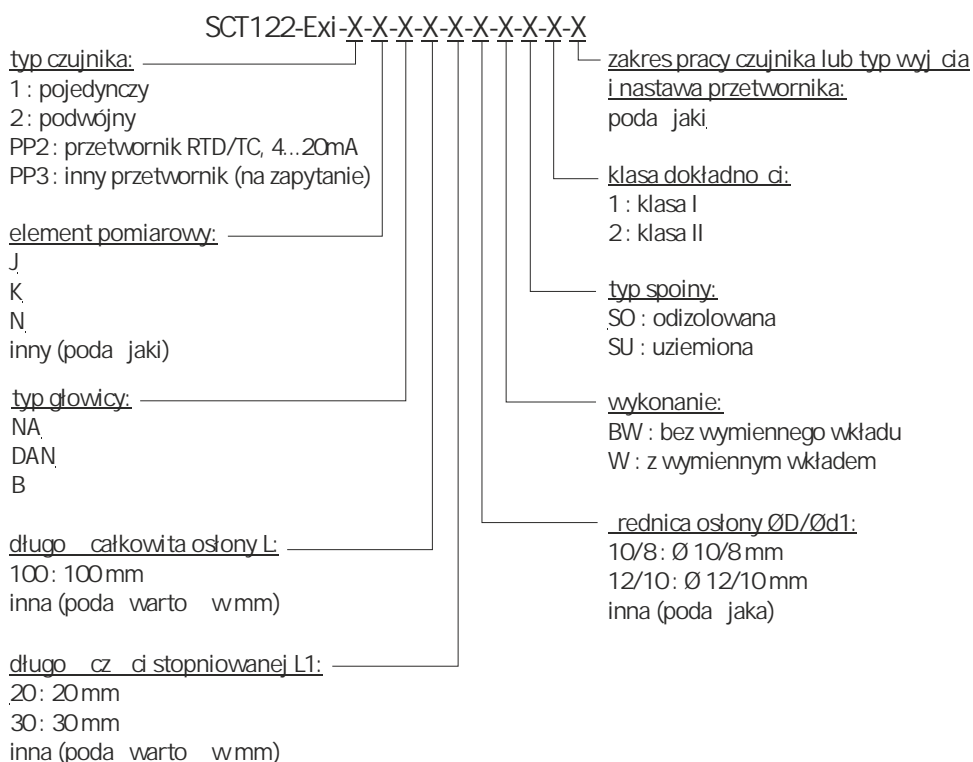 SCT122-Exi-X-X-X-X-X-X-X-X-X-X
typ czujnika:
1 : pojedynczy
2 : podwójny
PP2 : przetwornik RTD/TC, 4...20mA
PP3 : inny przetwornik (na zapytanie)
element pomiarowy:
J
K
N
inny (poda jaki)
typ głowicy:
NA
DAN
B
długo całkowita osłony L:
100 : 100 mm
inna (poda warto w mm)
długo cz ci stopniowanej L1:
20 : 20 mm
30 : 30 mm
inna (poda warto w mm)
zakres pracy czujnika lub typ wyj cia
i nastawa przetwornika:
poda jaki
klasa dokładno ci:
1 : klasa I
2 : klasa II
typ spoiny:
SO : odizolowana
SU : uziemiona
wykonanie:
BW : bez wymiennego wkładu
W : z wymiennym wkładem
rednica osłony ØD/Ød1:
10/8 : Ø 10/8 mm
12/10 : Ø 12/10 mm
inna (poda jaka)